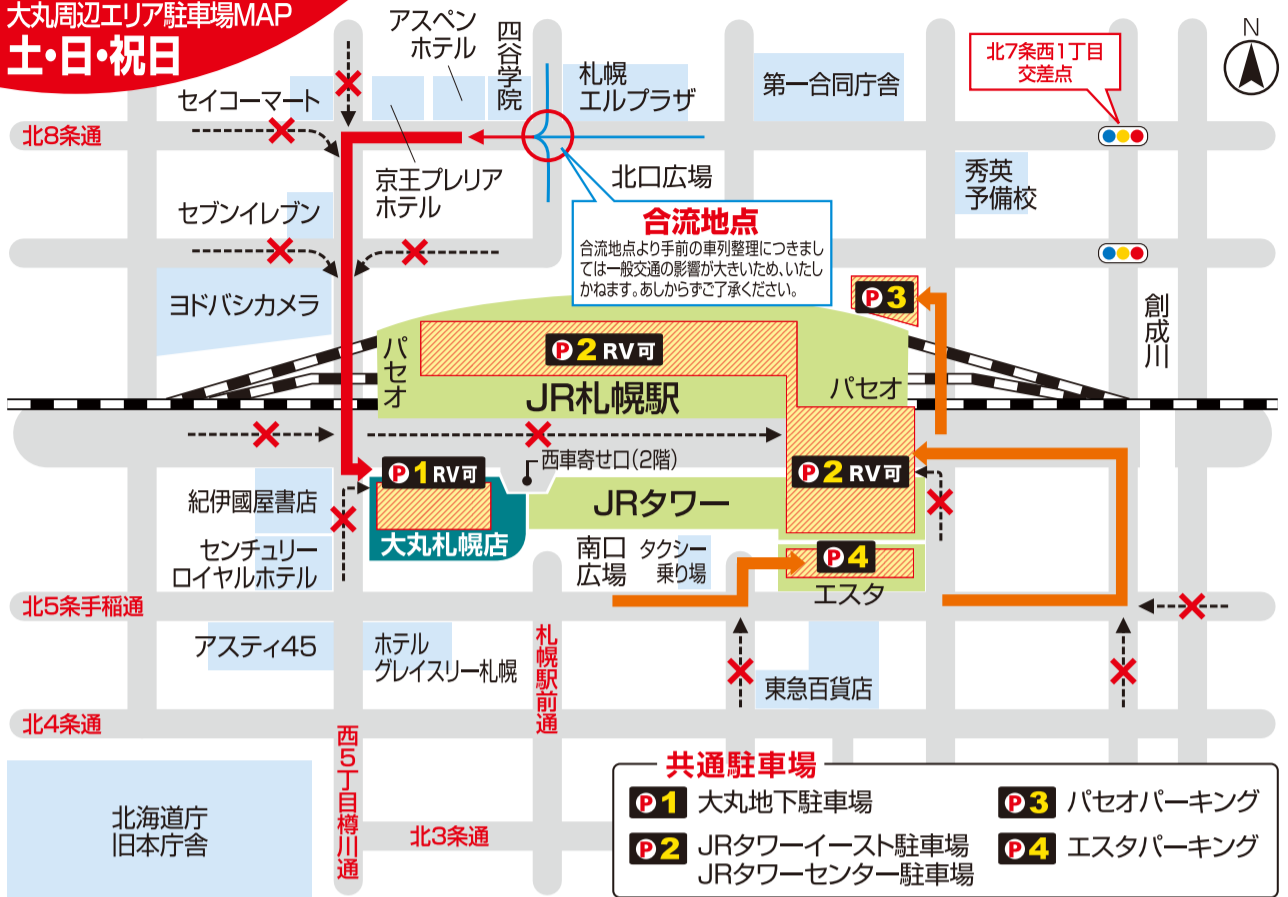 大丸周辺エリア駐車場MAP
土・日・祝日
アスペン
ホテル
四谷学院
札幌
エルプラザ
第一合同庁舎
北7条西1丁目
交差点
N
セイコーマート
北8条通
京王プレリア
ホテル
北口広場
秀英
予備校
セブンイレブン
合流地点
合流地点より手前の車列整理につきまし
ては一般交通の影響が大きいため、いたし
かねます。あしからずご了承ください。
ヨドバシカメラ
P3
創成川
パセオ
P2 RV可
パセオ
JR札幌駅
西車寄せ口(2階)
P1 RV可
P2 RV可
紀伊國屋書店
JRタワー
大丸札幌店
センチュリー
ロイヤルホテル
南口
広場
タクシー
乗り場
P4
エスタ
北5条手稲通
アスティ45
ホテル
グレイスリー札幌
札幌駅前通
東急百貨店
北4条通
西5丁目樽川通
北海道庁
旧本庁舎
北3条通
共通駐車場
P1 大丸地下駐車場
P2 JRタワーイースト駐車場
JRタワーセンター駐車場
P3 パセオパーキング
P4 エスタパーキング